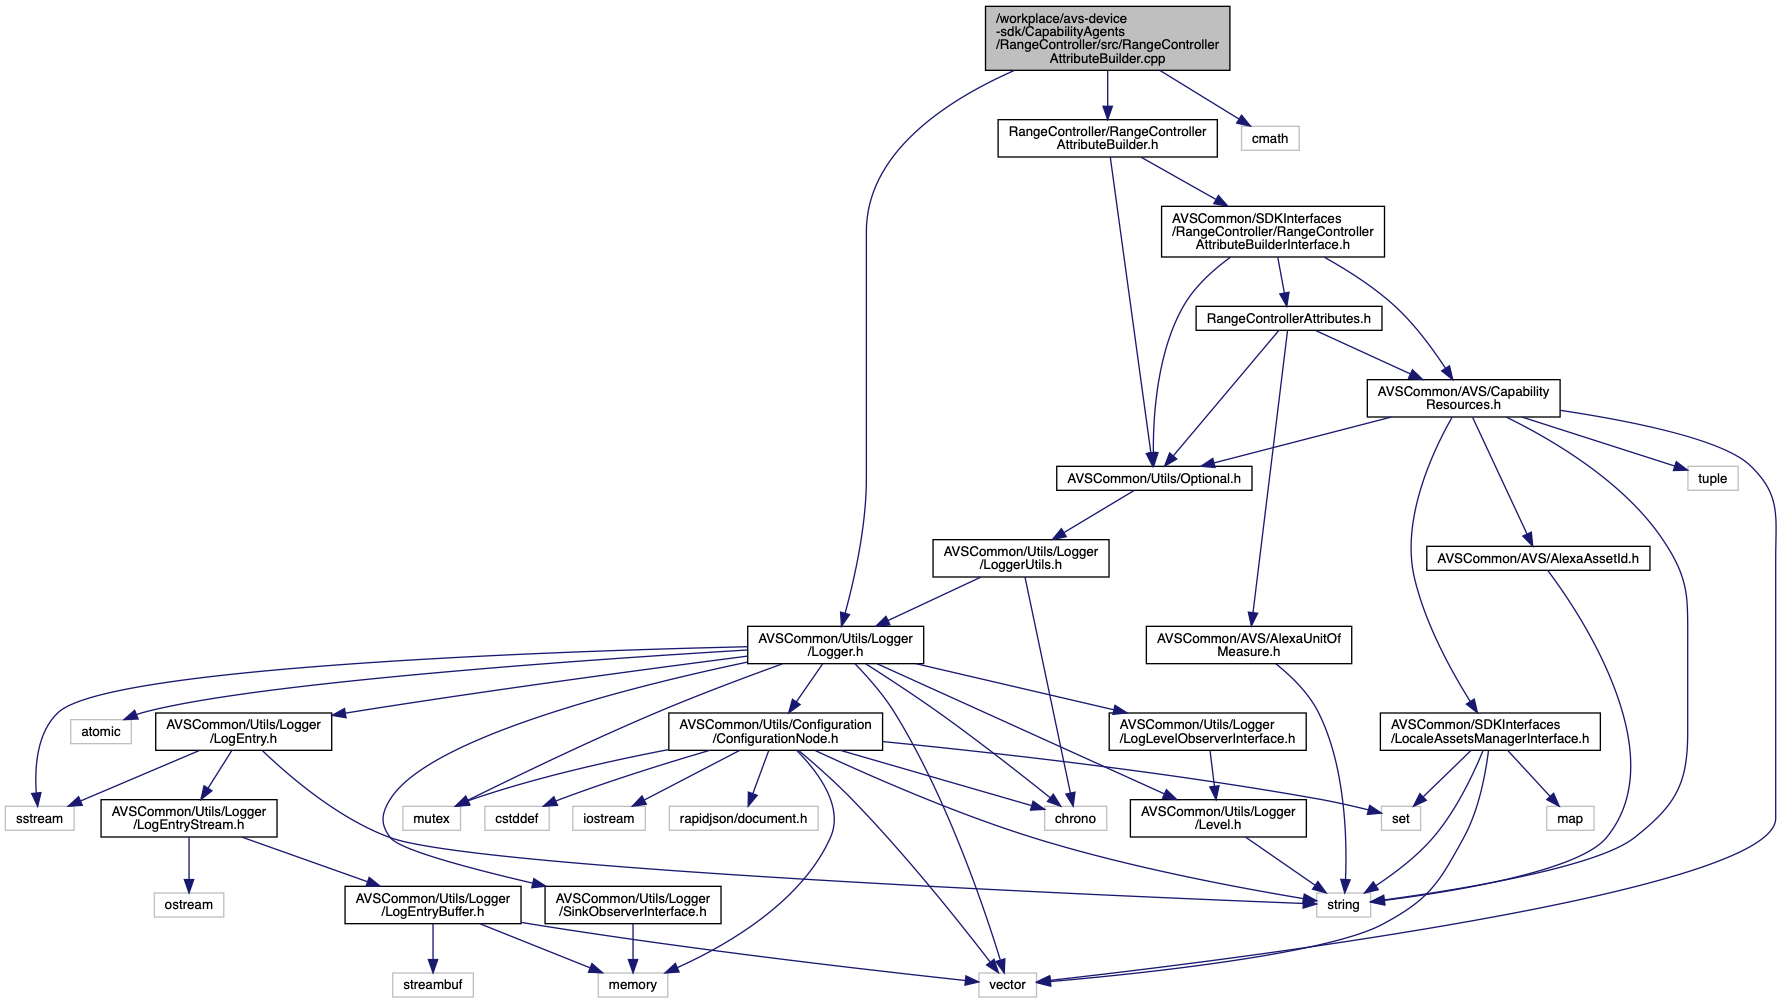 /workplace/avs-device
-sdk/CapabilityAgents
/RangeController/src/RangeController
AttributeBuilder.cpp
RangeController/RangeController
AttributeBuilder.h
cmath
AVSCommon/SDKInterfaces
/RangeController/RangeController
AttributeBuilderInterface.h
RangeControllerAttributes.h
AVSCommon/AVS/Capability
Resources.h
AVSCommon/Utils/Optional.h
tuple
AVSCommon/Utils/Logger
/LoggerUtils.h
AVSCommon/AVS/AlexaAssetId.h
AVSCommon/Utils/Logger
/Logger.h
AVSCommon/AVS/AlexaUnitOf
Measure.h
atomic
AVSCommon/Utils/Logger
/LogEntry.h
AVSCommon/Utils/Configuration
/ConfigurationNode.h
AVSCommon/Utils/Logger
/LogLevelObserverInterface.h
AVSCommon/SDKInterfaces
/LocaleAssetsManagerInterface.h
sstream
AVSCommon/Utils/Logger
/LogEntryStream.h
mutex
cstddef
iostream
rapidjson/document.h
chrono
AVSCommon/Utils/Logger
/Level.h
set
map
ostream
AVSCommon/Utils/Logger
/LogEntryBuffer.h
AVSCommon/Utils/Logger
/SinkObserverInterface.h
string
streambuf
memory
vector